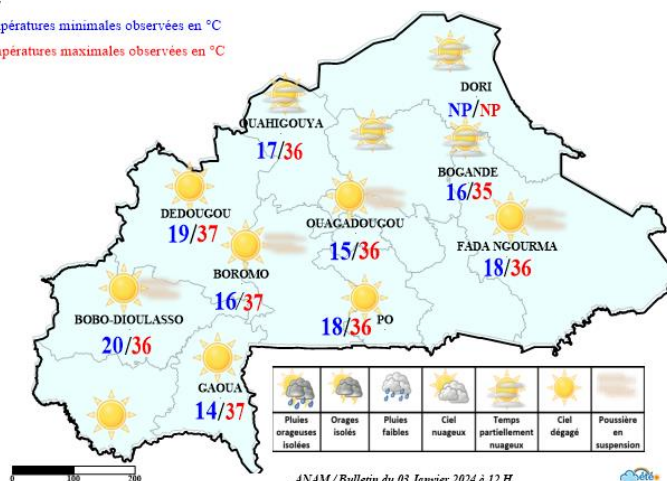 Températures minimales observées en °C
Températures maximales observées en °C
DORI
NP/NP
OUAHIGOUYA
17/36
BOGANDE
16/35
DEDOUGOU
19/37
OUAGADOUGOU
15/36
FADA NGOURMA
18/36
BOROMO
16/37
BOBO-DIOULASSO
20/36
18/36 PO
GAOUA
14/37
Pluies orageuses isolées
Orages isolés
Pluies faibles
Ciel nuageux
Temps partiellement nuageux
Ciel dégagé
Poussière en suspension
0 100 200
ANAM / Bulletin du 03 Janvier 2024 à 12 H